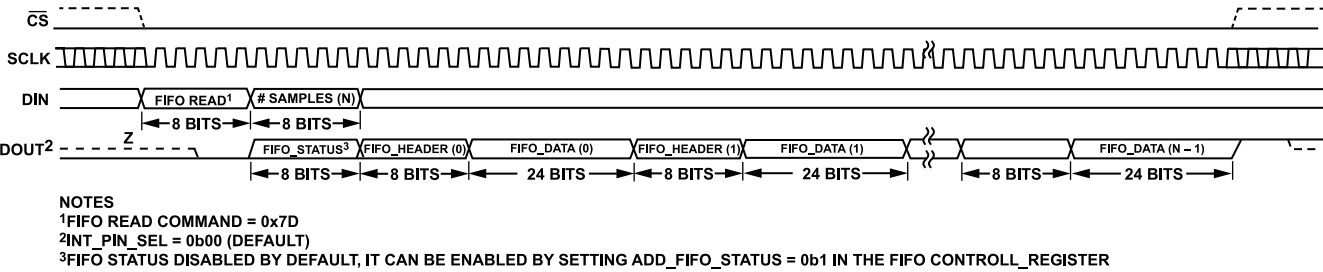 CS
SCLK
DIN FIFO READ1 # SAMPLES (N)
8 BITS 8 BITS
DOUT2 Z FIFO_STATUS3 FIFO_HEADER (0) FIFO_DATA (0) FIFO_HEADER (1) FIFO_DATA (1) FIFO_DATA (N – 1)
8 BITS 8 BITS 24 BITS 8 BITS 24 BITS 8 BITS 24 BITS
NOTES
1FIFO READ COMMAND = 0x7D
2INT_PIN_SEL = 0b00 (DEFAULT)
3FIFO STATUS DISABLED BY DEFAULT, IT CAN BE ENABLED BY SETTING ADD_FIFO_STATUS = 0b1 IN THE FIFO CONTROLL_REGISTER